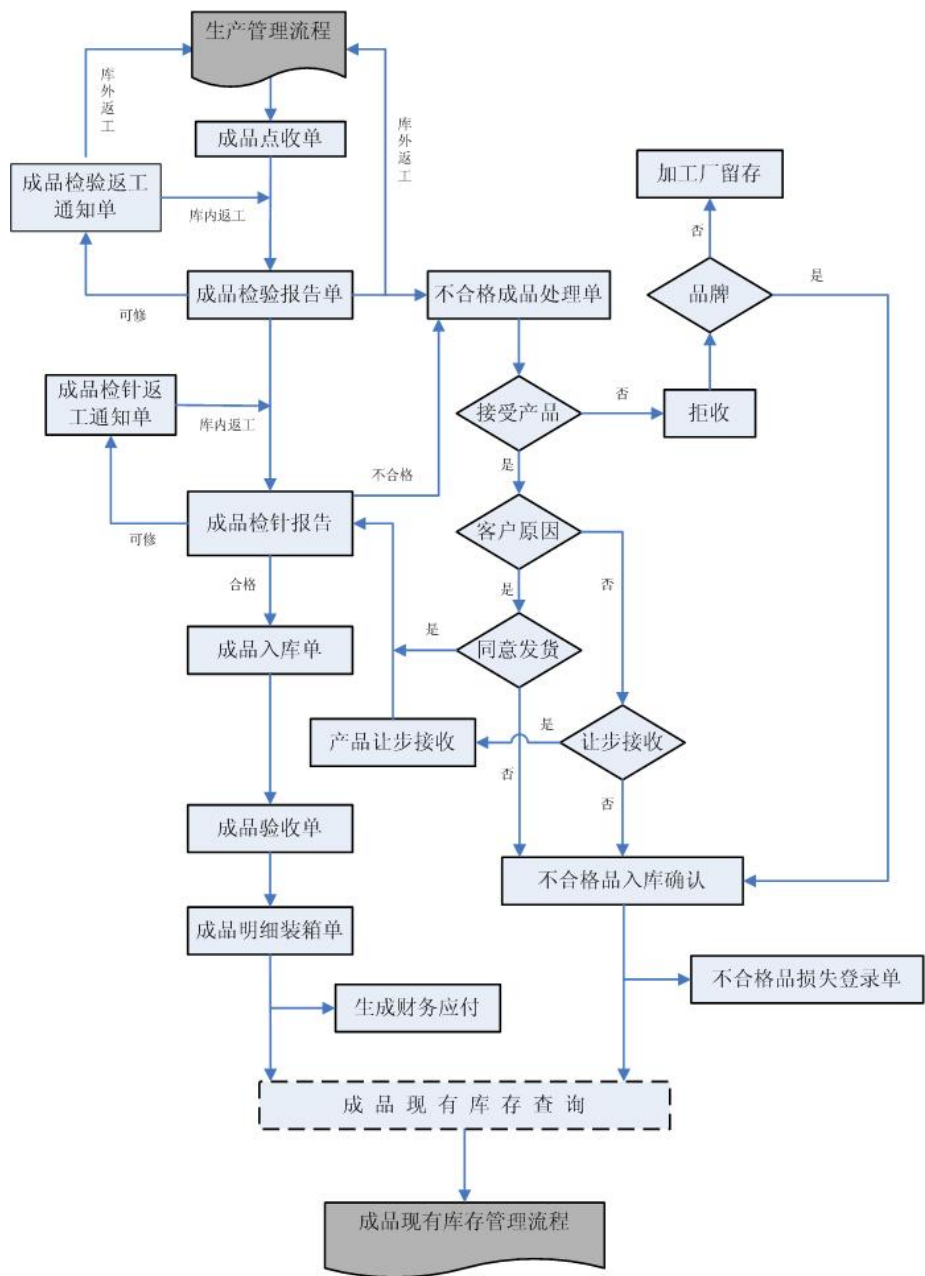 生产管理流程
库外返工
库外返工
成品点收单
成品检验返工
通知单
库内返工
加工厂留存
否
品牌
是
成品检验报告单
可修
不合格成品处理单
成品检针返
工通知单
库内返工
接受产品
否
拒收
是
不合格
成品检针报告
可修
客户原因
合格
是
否
成品入库单
是
同意发货
产品让步接收
是
让步接收
否
否
成品验收单
不合格品入库确认
成品明细装箱单
不合格品损失登录单
生成财务应付
成品现有库存查询
成品现有库存管理流程